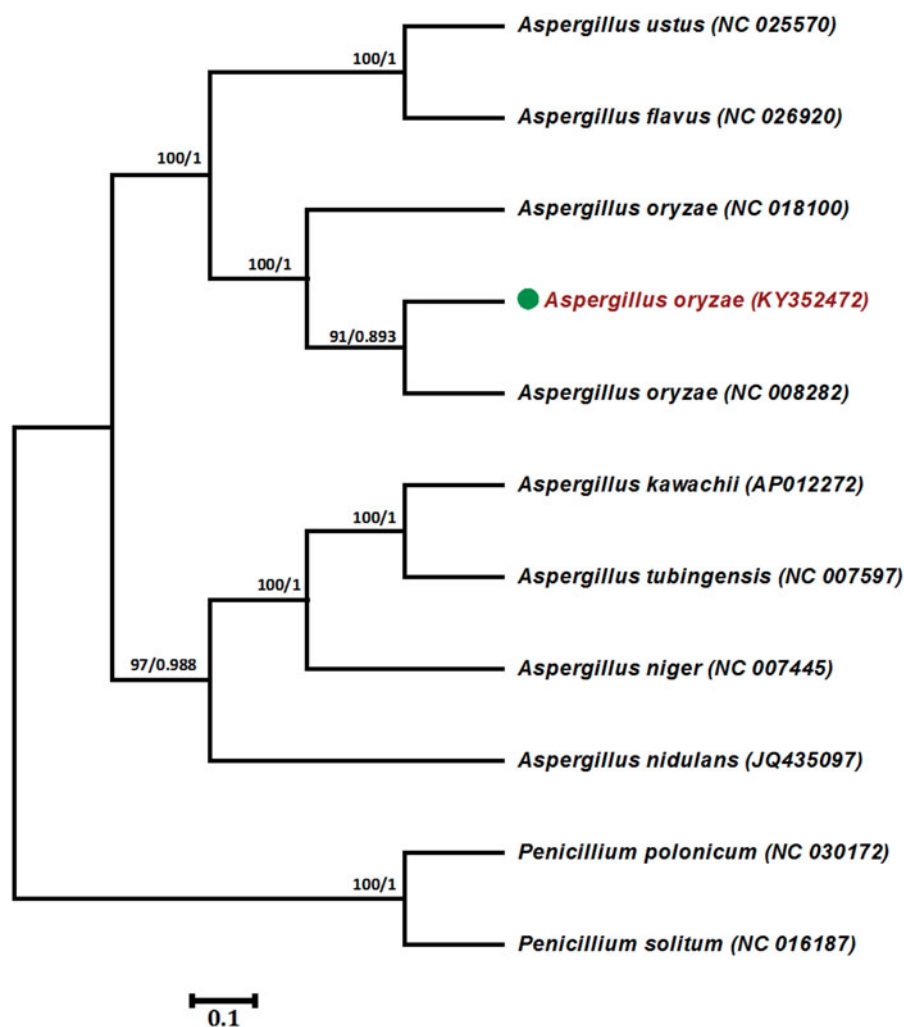 Aspergillus ustus (NC 025570)
100/1
Aspergillus flavus (NC 026920)
100/1
Aspergillus oryzae (NC 018100)
100/1
Aspergillus oryzae (KY352472)
91/0.893
Aspergillus oryzae (NC 008282)
Aspergillus kawachii (AP012272)
100/1
Aspergillus tubingensis (NC 007597)
100/1
Aspergillus niger (NC 007445)
97/0.988
Aspergillus nidulans (JQ435097)
Penicillium polonicum (NC 030172)
100/1
Penicillium solitum (NC 016187)
0.1